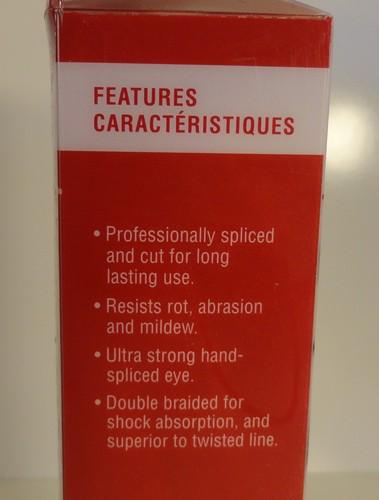 FEATURES
CARACTÉRISTIQUES
• Professionally spliced
and cut for long
lasting use.
• Resists rot, abrasion
and mildew.
• Ultra strong hand-
spliced eye.
• Double braided for
shock absorption, and
superior to twisted line.